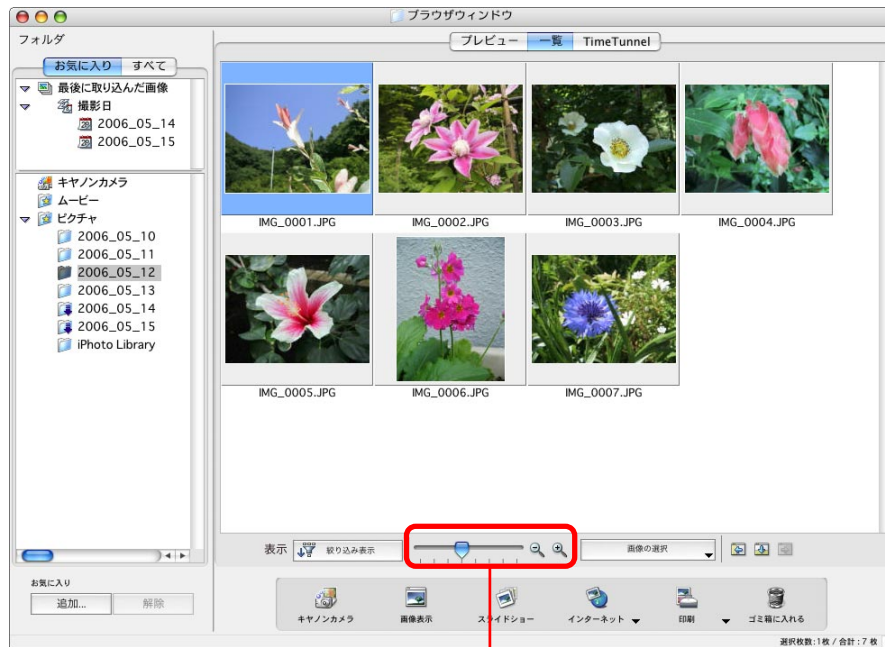 ブラウザウィンドウ
フォルダ
お気に入り すべて
最後に取り込んだ画像
撮影日
2006_05_14
2006_05_15
キヤノンカメラ
ムービー
ピクチャ
2006_05_10
2006_05_11
2006_05_12
2006_05_13
2006_05_14
2006_05_15
iPhoto Library
お気に入り
追加... 解除
プレビュー 一覧 TimeTunnel
IMG_0001.JPG IMG_0002.JPG IMG_0003.JPG IMG_0004.JPG
IMG_0005.JPG IMG_0006.JPG IMG_0007.JPG
表示 絞り込み表示 画像の選択
キヤノンカメラ 画像表示 スライドショー インターネット 印刷 ゴミ箱に入れる
選択枚数:1枚 / 合計:7 枚